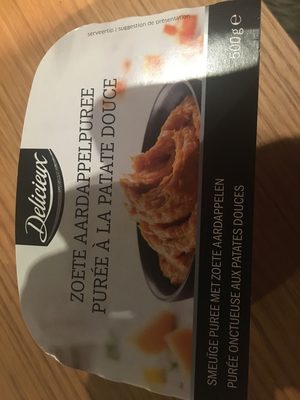 serveertip / suggestion de présentation
Delicieux
ZOETE AARDAPPELPUREE
PURÉE À LA PATATE DOUCE
SMEUÏGE PUREE MET ZOETE AARDAPPELEN
PURÉE ONCTUEUSE AUX PATATES DOUCES
500g e